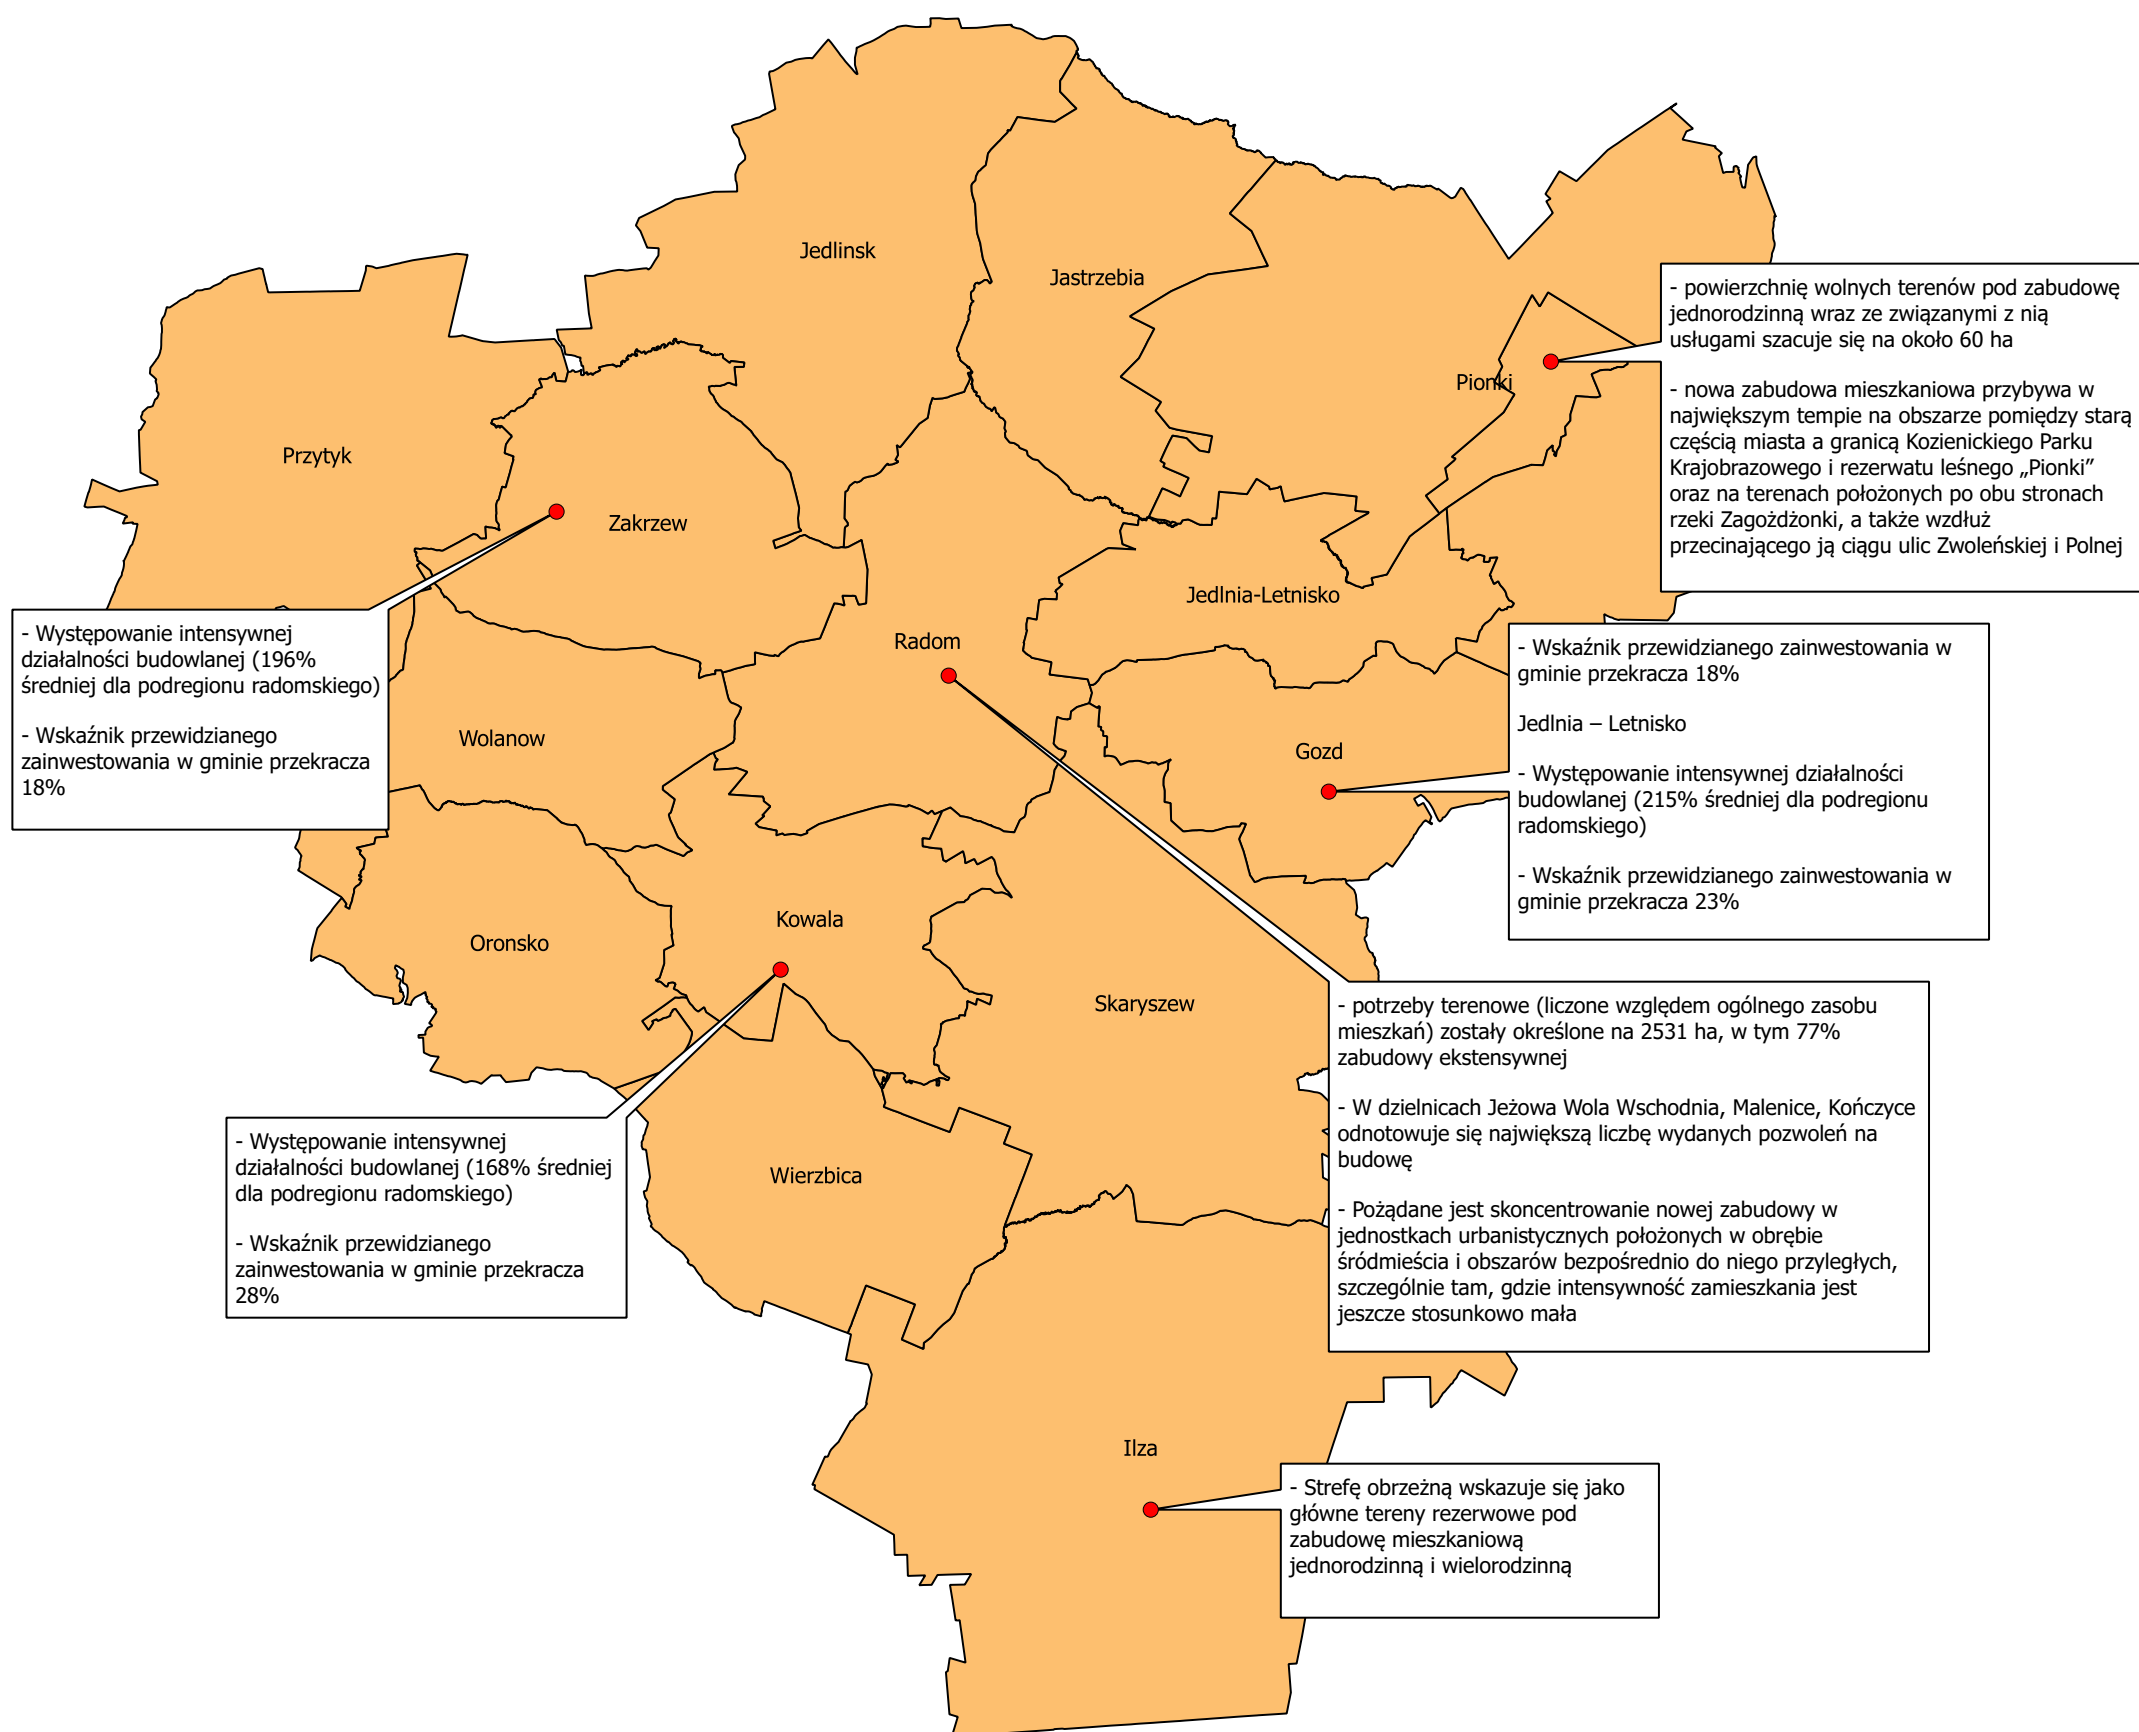 Jedlinsk
Jastrzebia
- powierzchnię wolnych terenów pod zabudowę
jednorodzinną wraz ze związanymi z nią
usługami szacuje się na około 60 ha
- nowa zabudowa mieszkaniowa przybywa w
największym tempie na obszarze pomiędzy starą
częścią miasta a granicą Kozienickiego Parku
Krajobrazowego i rezerwatu leśnego „Pionki”
oraz na terenach położonych po obu stronach
rzeki Zagożdżonki, a także wzdłuż
przecinającego ją ciągu ulic Zwoleńskiej i Polnej
Pionki
Przytyk
Zakrzew
Jedlnia-Letnisko
Radom
- Występowanie intensywnej
działalności budowlanej (196%
średniej dla podregionu radomskiego)
- Wskaźnik przewidzianego
zainwestowania w gminie przekracza
18%
- Wskaźnik przewidzianego zainwestowania w
gminie przekracza 18%
Jedlnia – Letnisko
- Występowanie intensywnej działalności
budowlanej (215% średniej dla podregionu
radomskiego)
- Wskaźnik przewidzianego zainwestowania w
gminie przekracza 23%
Wolanow
Gozd
Kowala
Oronsko
Skaryszew
- potrzeby terenowe (liczone względem ogólnego zasobu
mieszkań) zostały określone na 2531 ha, w tym 77%
zabudowy ekstensywnej
- W dzielnicach Jeżowa Wola Wschodnia, Malenice, Kończyce
odnotowuje się największą liczbę wydanych pozwoleń na
budowę
- Pożądane jest skoncentrowanie nowej zabudowy w
jednostkach urbanistycznych położonych w obrębie
śródmieścia i obszarów bezpośrednio do niego przyległych,
szczególnie tam, gdzie intensywność zamieszkania jest
jeszcze stosunkowo mała
- Występowanie intensywnej
działalności budowlanej (168% średniej
dla podregionu radomskiego)
- Wskaźnik przewidzianego
zainwestowania w gminie przekracza
28%
Wierzbica
Ilza
- Strefę obrzeżną wskazuje się jako
główne tereny rezerwowe pod
zabudowę mieszkaniową
jednorodzinną i wielorodzinną